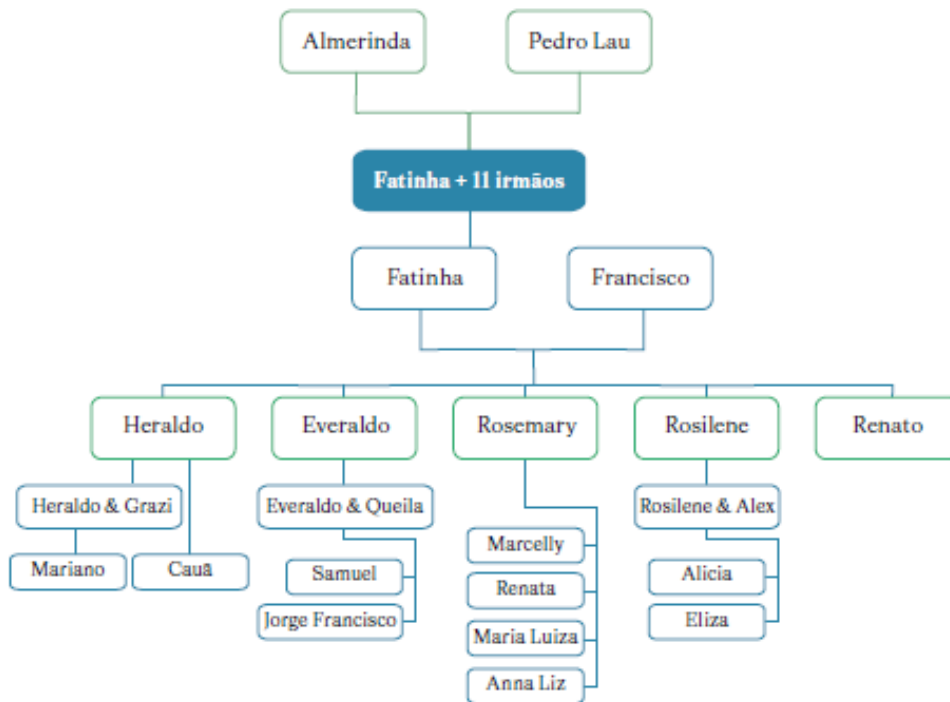 Almerinda
Pedro Lau
Fatinha + 11 irmãos
Fatinha
Francisco
Heraldo
Everaldo
Rosemary
Rosilene
Renato
Heraldo & Grazi
Everaldo & Queila
Rosilene & Alex
Mariano
Cauã
Samuel
Jorge Francisco
Marcelly
Renata
Maria Luiza
Anna Liz
Alicia
Eliza